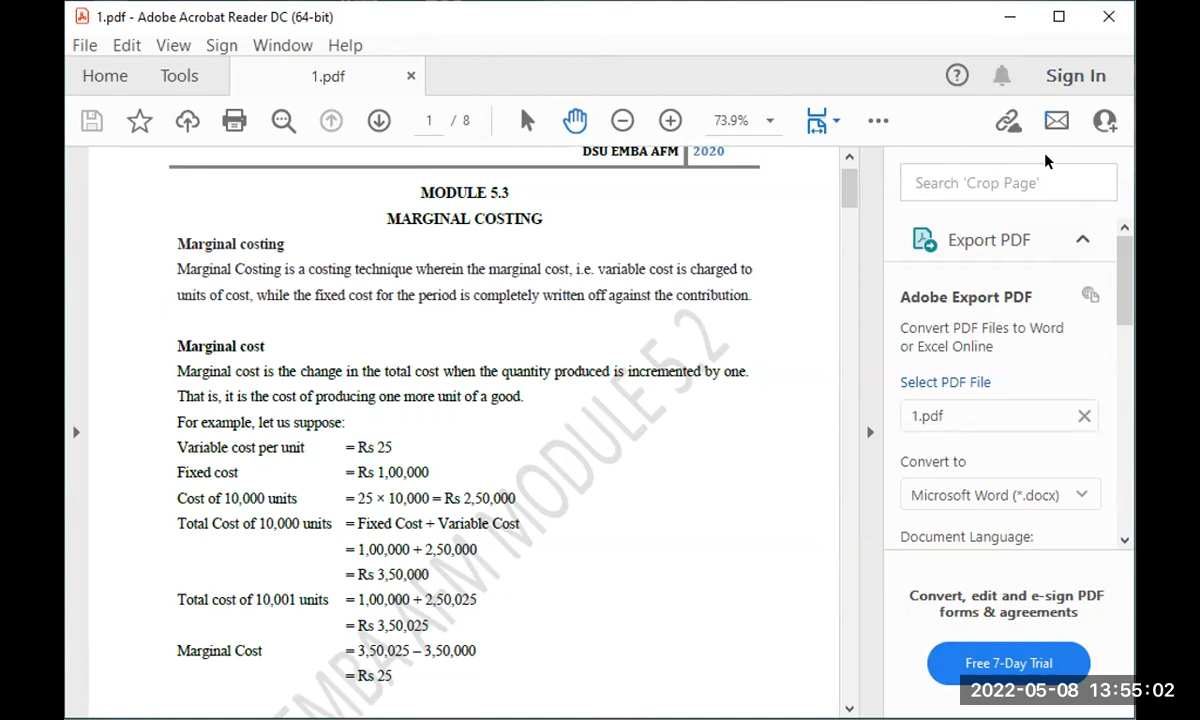 1.pdf - Adobe Acrobat Reader DC (64-bit)
File Edit View Sign Window Help
Home Tools 1.pdf Sign In
1 / 8 73.9%
DSU EMBA AFM 2020
MODULE 5.3
MARGINAL COSTING
Marginal costing
Marginal Costing is a costing technique wherein the marginal cost, i.e. variable cost is charged to
units of cost, while the fixed cost for the period is completely written off against the contribution.
Marginal cost
Marginal cost is the change in the total cost when the quantity produced is incremented by one.
That is, it is the cost of producing one more unit of a good.
For example, let us suppose:
Variable cost per unit = Rs 25
Fixed cost = Rs 1,00,000
Cost of 10,000 units = 25 × 10,000 = Rs 2,50,000
Total Cost of 10,000 units = Fixed Cost + Variable Cost
= 1,00,000 + 2,50,000
= Rs 3,50,000
Total cost of 10,001 units = 1,00,000 + 2,50,025
= Rs 3,50,025
Marginal Cost = 3,50,025 – 3,50,000
= Rs 25
EMBA AFM MODULE 5.2
Search 'Crop Page'
Export PDF
Adobe Export PDF
Convert PDF Files to Word
or Excel Online
Select PDF File
1.pdf
Convert to
Microsoft Word (*.docx)
Document Language:
Convert, edit and e-sign PDF
forms & agreements
Free 7-Day Trial
2022-05-08 13:55:02